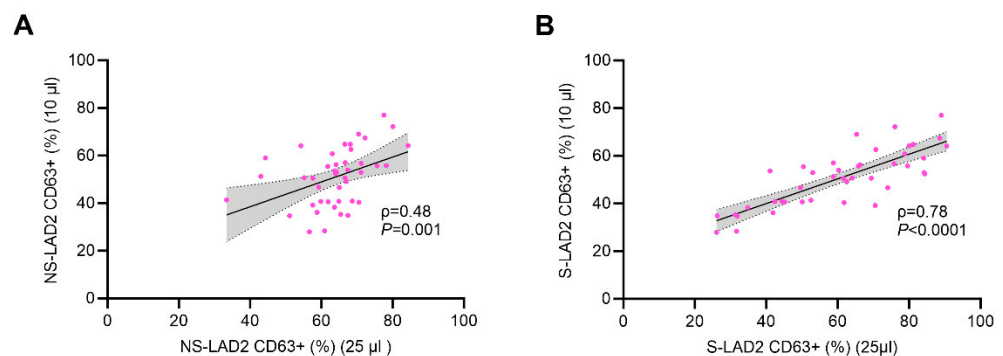 A
NS-LAD2 CD63+ (%) (10 µl)
100
80
60
40
20
0
ρ=0.48
P=0.001
0 20 40 60 80 100
NS-LAD2 CD63+ (%) (25 µl )
B
S-LAD2 CD63+ (%) (10 µl)
100
80
60
40
20
0
ρ=0.78
P<0.0001
0 20 40 60 80 100
S-LAD2 CD63+ (%) (25µl)